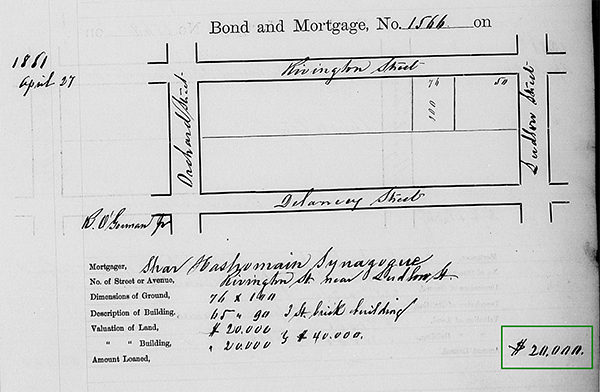 Bond and Mortgage, No. 1566 on
1861
April 27
Rivington Street
Orchard Street
76
100
50
Ludlow Street
Delancey Street
R. O'Gorman Jr
Mortgager, Shar Hashomain Synagogue
No. of Street or Avenue, Rivington St. near Ludlow St.
Dimensions of Ground, 76 x 100
Description of Building, 65 " 90 3 St. brick building
Valuation of Land, $ 20.000
" " Building, " 20.000 } $ 40.000.
Amount Loaned, $ 20,000.